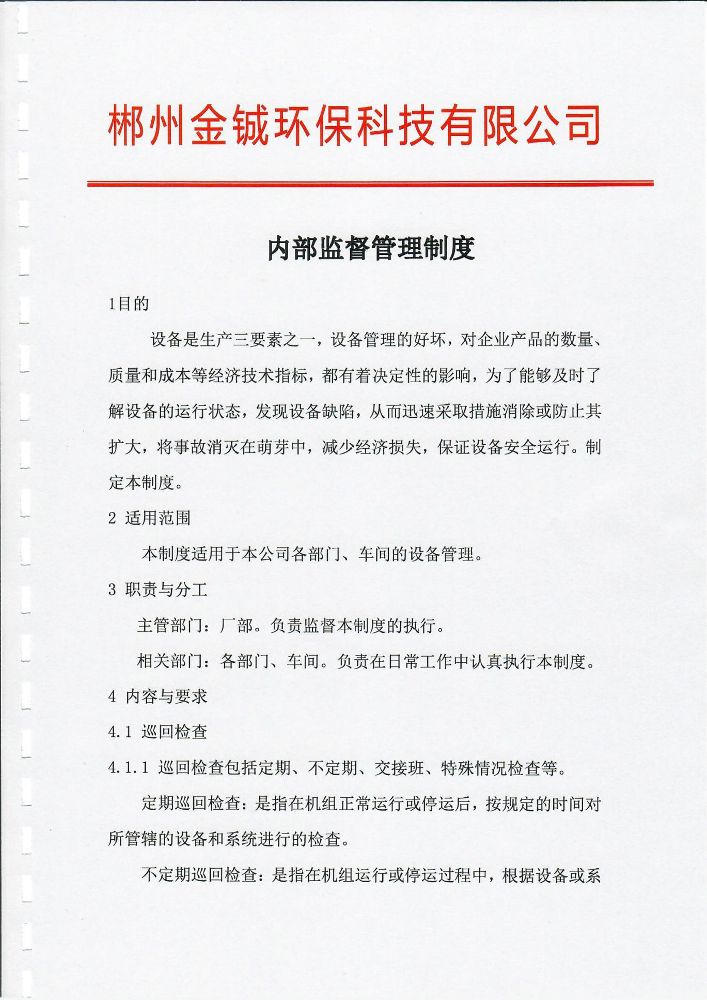 郴州金铖环保科技有限公司
内部监督管理制度
1目的
设备是生产三要素之一，设备管理的好坏，对企业产品的数量、
质量和成本等经济技术指标，都有着决定性的影响，为了能够及时了
解设备的运行状态，发现设备缺陷，从而迅速采取措施消除或防止其
扩大，将事故消灭在萌芽中，减少经济损失，保证设备安全运行。制
定本制度。
2 适用范围
本制度适用于本公司各部门、车间的设备管理。
3 职责与分工
主管部门：厂部。负责监督本制度的执行。
相关部门：各部门、车间。负责在日常工作中认真执行本制度。
4 内容与要求
4.1 巡回检查
4.1.1 巡回检查包括定期、不定期、交接班、特殊情况检查等。
定期巡回检查：是指在机组正常运行或停运后，按规定的时间对
所管辖的设备和系统进行的检查。
不定期巡回检查：是指在机组运行或停运过程中，根据设备或系